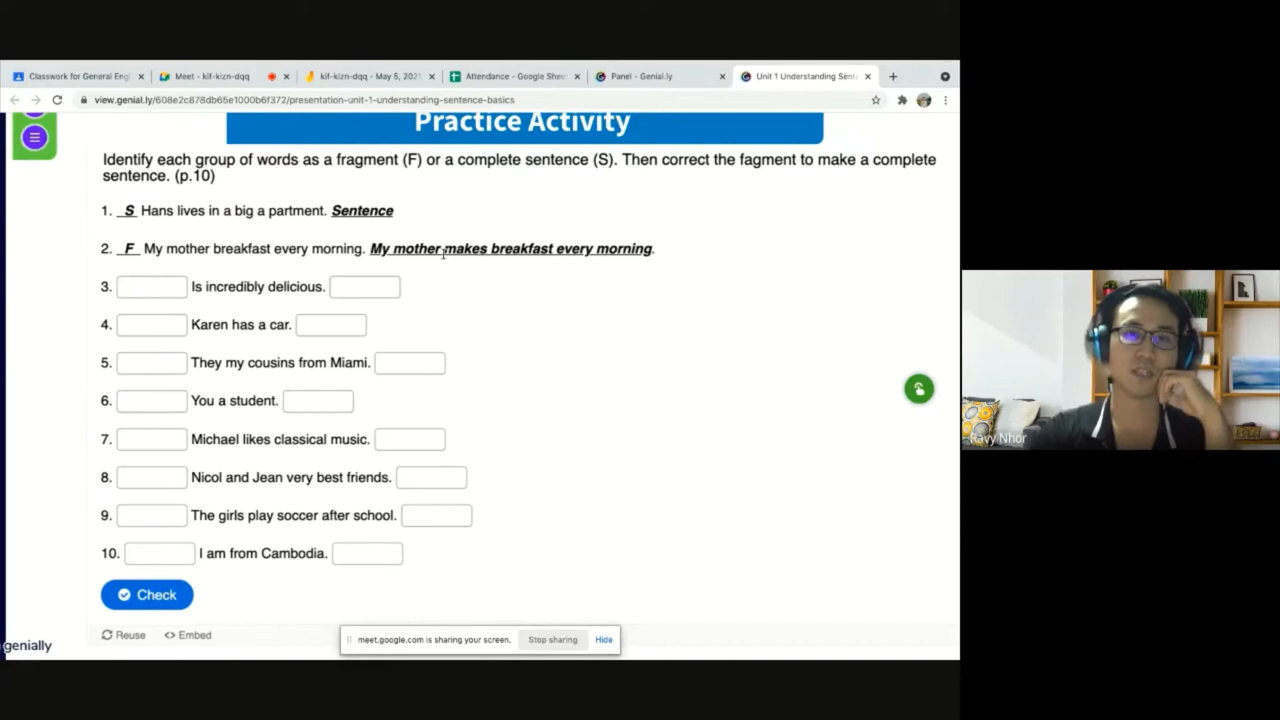 Classwork for General Engl
Meet - kif-kizn-dqq
kif-kizn-dqq - May 5, 2021
Attendance - Google Shee
Panel - Genial.ly
Unit 1 Understanding Sent
view.genial.ly/608e2c878db65e1000b6f372/presentation-unit-1-understanding-sentence-basics
Practice Activity
Identify each group of words as a fragment (F) or a complete sentence (S). Then correct the fagment to make a complete
sentence. (p.10)
1. S Hans lives in a big a partment. Sentence
2. F My mother breakfast every morning. My mother makes breakfast every morning.
3. Is incredibly delicious.
4. Karen has a car.
5. They my cousins from Miami.
6. You a student.
7. Michael likes classical music.
8. Nicol and Jean very best friends.
9. The girls play soccer after school.
10. I am from Cambodia.
Check
Reuse <> Embed
genially
meet.google.com is sharing your screen. Stop sharing Hide
Ravy Nhor